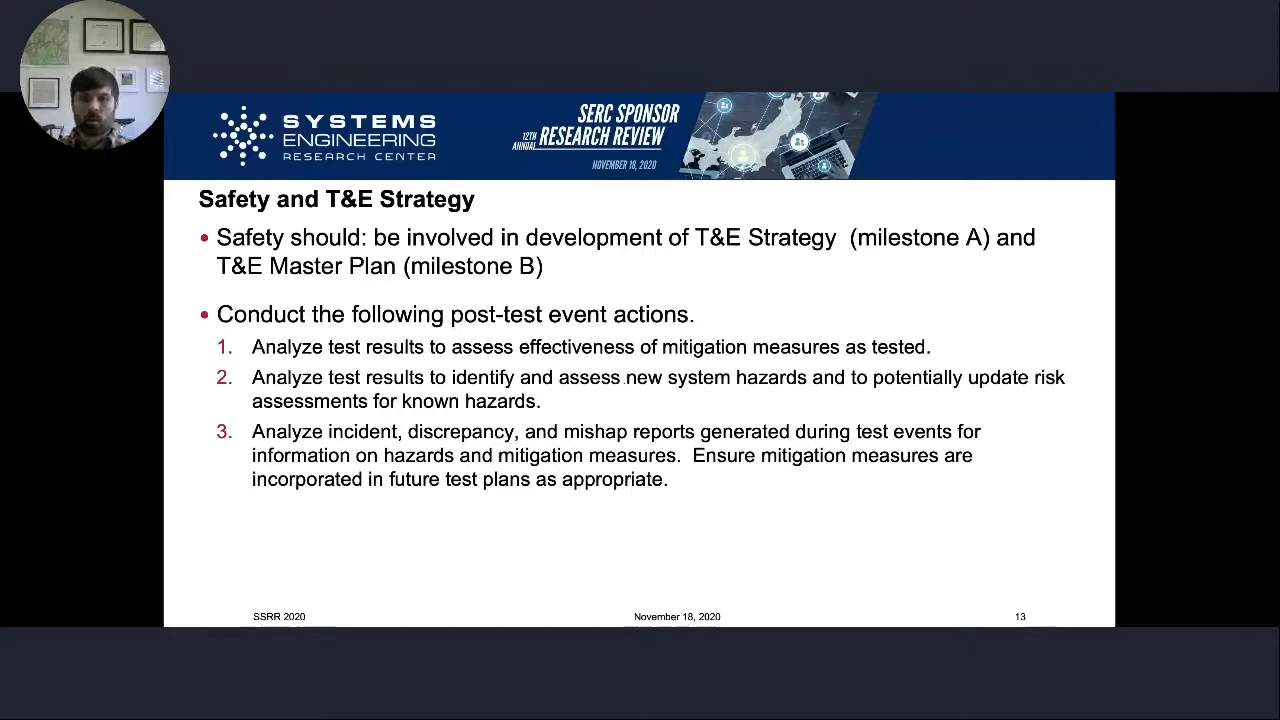 SYSTEMS
ENGINEERING
RESEARCH CENTER
SERC SPONSOR
12TH ANNUAL RESEARCH REVIEW
NOVEMBER 18, 2020
Safety and T&E Strategy
• Safety should: be involved in development of T&E Strategy (milestone A) and
T&E Master Plan (milestone B)
• Conduct the following post-test event actions.
1. Analyze test results to assess effectiveness of mitigation measures as tested.
2. Analyze test results to identify and assess new system hazards and to potentially update risk
assessments for known hazards.
3. Analyze incident, discrepancy, and mishap reports generated during test events for
information on hazards and mitigation measures. Ensure mitigation measures are
incorporated in future test plans as appropriate.
SSRR 2020 November 18, 2020 13